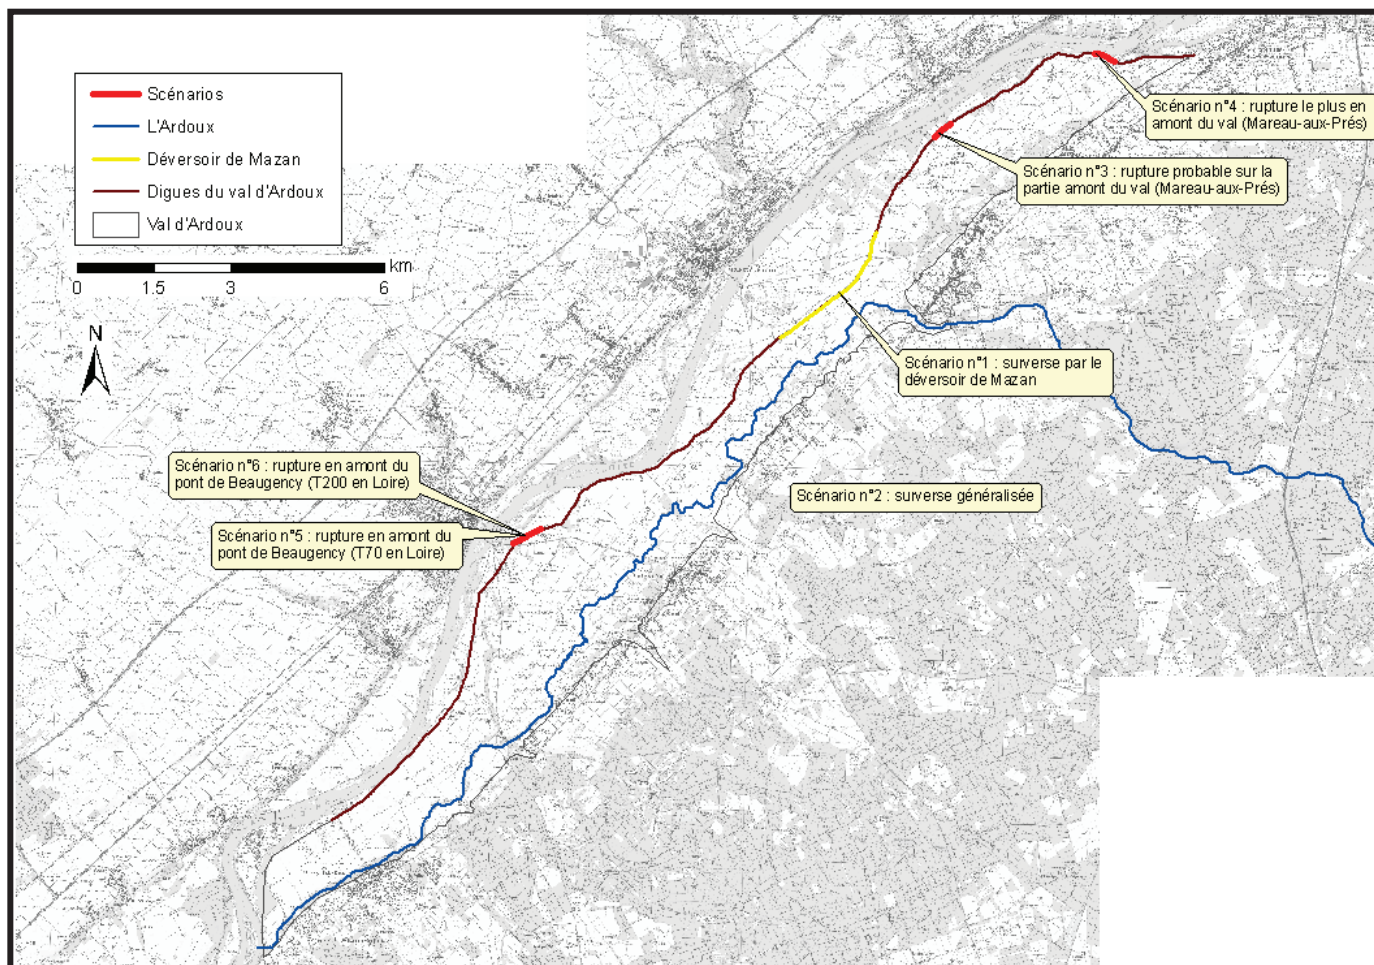 Scénarios
L'Ardoux
Déversoir de Mazan
Digues du val d'Ardoux
Val d'Ardoux
km
0 1.5 3 6
N
Scénario n°4 : rupture le plus en
amont du val (Mareau-aux-Prés)
Scénario n°3 : rupture probable sur la
partie amont du val (Mareau-aux-Prés)
Scénario n°1 : surverse par le
déversoir de Mazan
Scénario n°6 : rupture en amont du
pont de Beaugency (T200 en Loire)
Scénario n°2 : surverse généralisée
Scénario n°5 : rupture en amont du
pont de Beaugency (T70 en Loire)